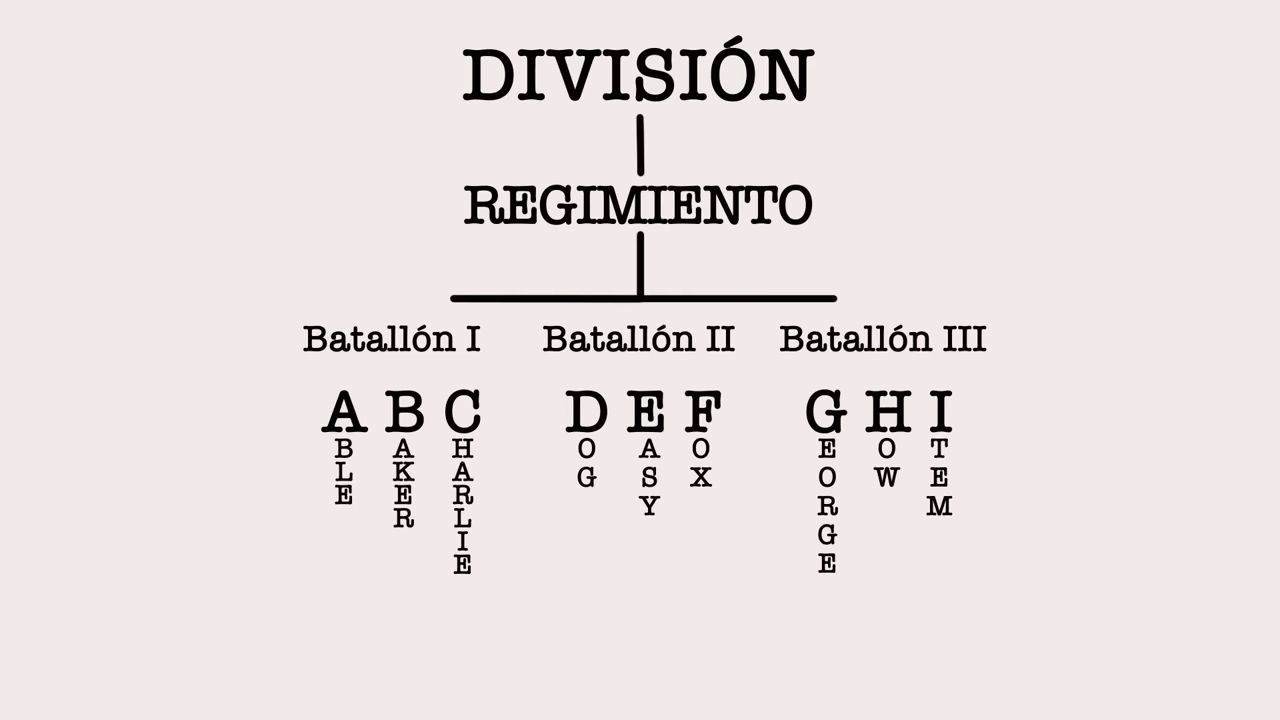 DIVISIÓN
REGIMIENTO
Batallón I
Batallón II
Batallón III
ABLE
BAKER
CHARLIE
DOG
EASY
FOX
GEORGE
HOW
ITEM